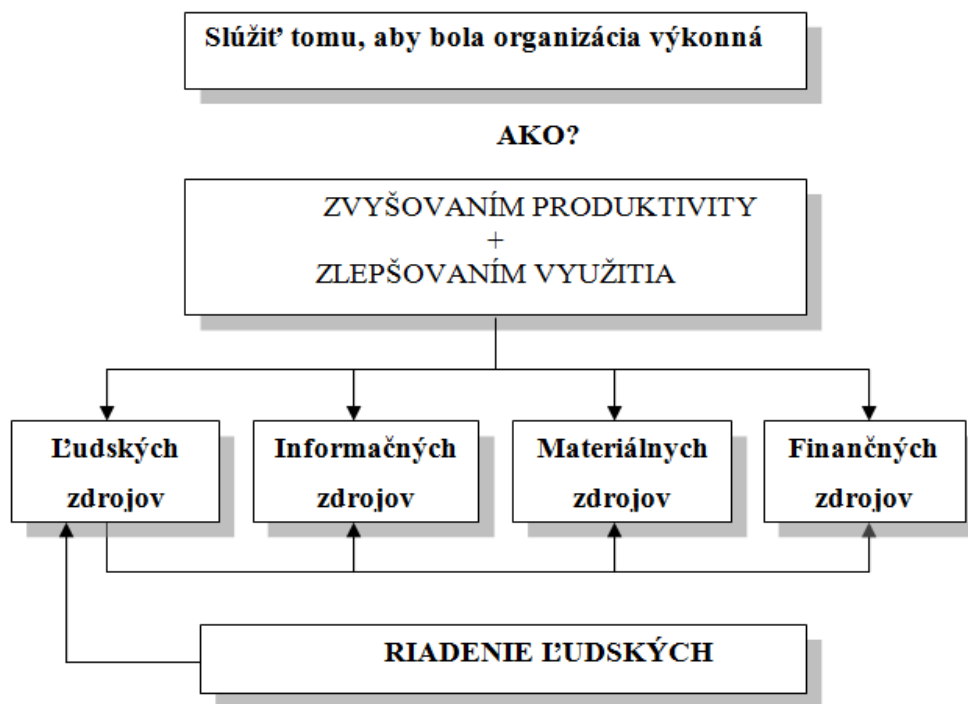 Slúžiť tomu, aby bola organizácia výkonná
AKO?
ZVYŠOVANÍM PRODUKTIVITY
+
ZLEPŠOVANÍM VYUŽITIA
Ľudských
zdrojov
Informačných
zdrojov
Materiálnych
zdrojov
Finančných
zdrojov
RIADENIE ĽUDSKÝCH